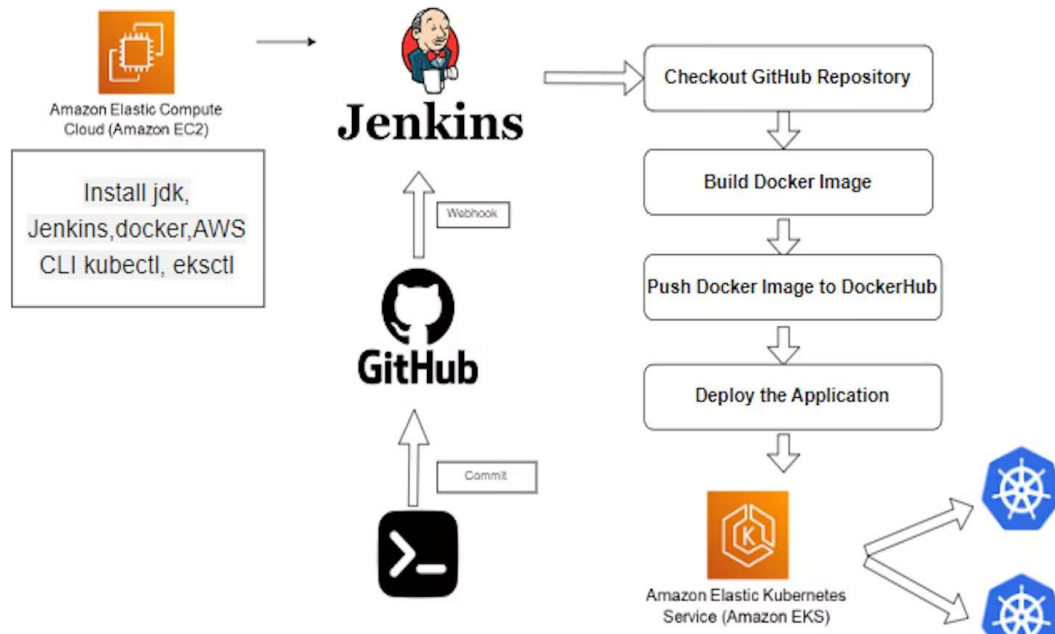 Amazon Elastic Compute
Cloud (Amazon EC2)
Install jdk,
Jenkins,docker,AWS
CLI kubectl, eksctl
Jenkins
Webhook
GitHub
Commit
Checkout GitHub Repository
Build Docker Image
Push Docker Image to DockerHub
Deploy the Application
K
Amazon Elastic Kubernetes
Service (Amazon EKS)